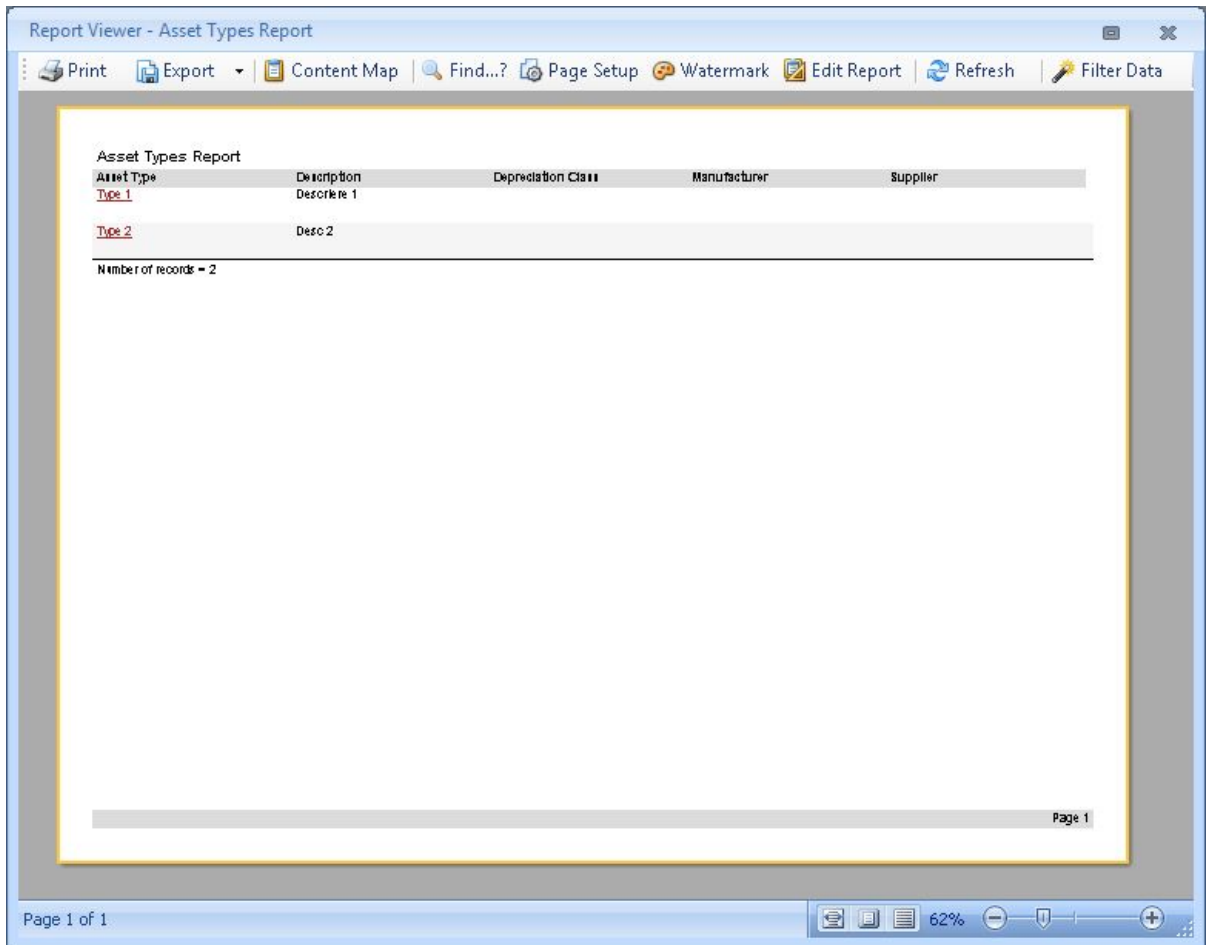 Report Viewer - Asset Types Report
Print Export Content Map Find...? Page Setup Watermark Edit Report Refresh Filter Data
Asset Types Report
Asset Type Description Depreciation Class Manufacturer Supplier
Type 1 Descriere 1
Type 2 Desc 2
Number of records = 2
Page 1
Page 1 of 1 62%